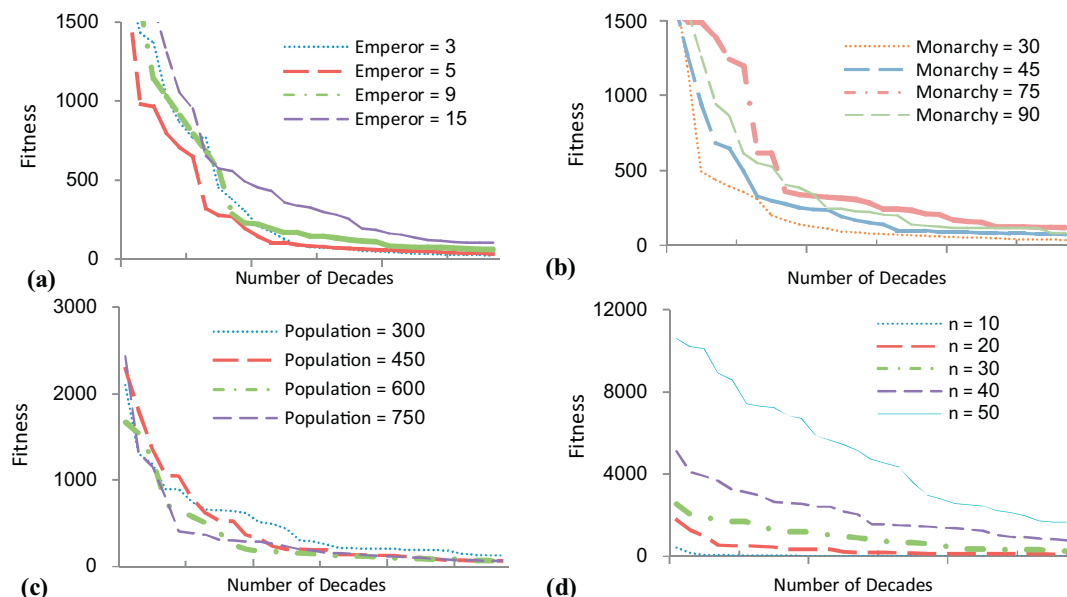 1500
1000
500
0
Fitness
Number of Decades
Emperor = 3
Emperor = 5
Emperor = 9
Emperor = 15
(a)
1500
1000
500
0
Fitness
Number of Decades
Monarchy = 30
Monarchy = 45
Monarchy = 75
Monarchy = 90
(b)
3000
2000
1000
0
Fitness
Number of Decades
Population = 300
Population = 450
Population = 600
Population = 750
(c)
12000
8000
4000
0
Fitness
Number of Decades
n = 10
n = 20
n = 30
n = 40
n = 50
(d)